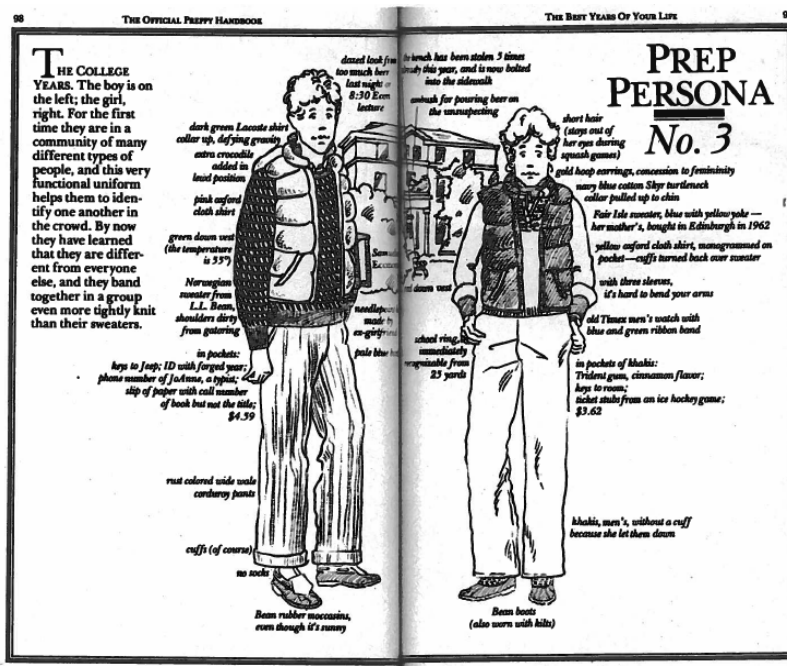 98
THE OFFICIAL PREPPY HANDBOOK
THE COLLEGE
YEARS. The boy is on
the left; the girl,
right. For the first
time they are in a
community of many
different types of
people, and this very
functional uniform
helps them to iden-
tify one another in
the crowd. By now
they have learned
that they are differ-
ent from everyone
else, and they band
together in a group
even more tightly knit
than their sweaters.
dazed look from
too much beer
last night
8:30 Econ
lecture
dark green Lacoste shirt
collar up, defying gravity
extra crocodile
added in
lewd position
pink oxford
cloth shirt
green down vest
(the temperature
is 55°)
Norwegian
sweater from
L.L. Bean,
shoulders dirty
from gatoring
needlepoint
made by
ex-girlfriend
pale blue
in pockets:
keys to Jeep; ID with forged year;
phone number of JoAnne, a typist;
slip of paper with call number
of book but not the title;
$4.59
rust colored wide wale
corduroy pants
cuffs (of course)
no socks
Bean rubber moccasins,
even though it's sunny
THE BEST YEARS OF YOUR LIFE
PREP
PERSONA
No. 3
bench has been stolen 5 times
already this year, and is now bolted
into the sidewalk
ambush for pouring beer on
the unsuspecting
short hair
(stays out of
her eyes during
squash games)
gold hoop earrings, concession to femininity
navy blue cotton Skyr turtleneck
collar pulled up to chin
Fair Isle sweater, blue with yellow yoke —
her mother's, bought in Edinburgh in 1962
yellow oxford cloth shirt, monogrammed on
pocket—cuffs turned back over sweater
down vest
with three sleeves,
it's hard to bend your arms
old Timex men's watch with
blue and green ribbon band
school ring,
immediately
recognizable from
25 yards
in pockets of khakis:
Trident gum, cinnamon flavor;
keys to room;
ticket stubs from an ice hockey game;
$3.62
khakis, men's, without a cuff
because she let them down
Bean boots
(also worn with kilts)